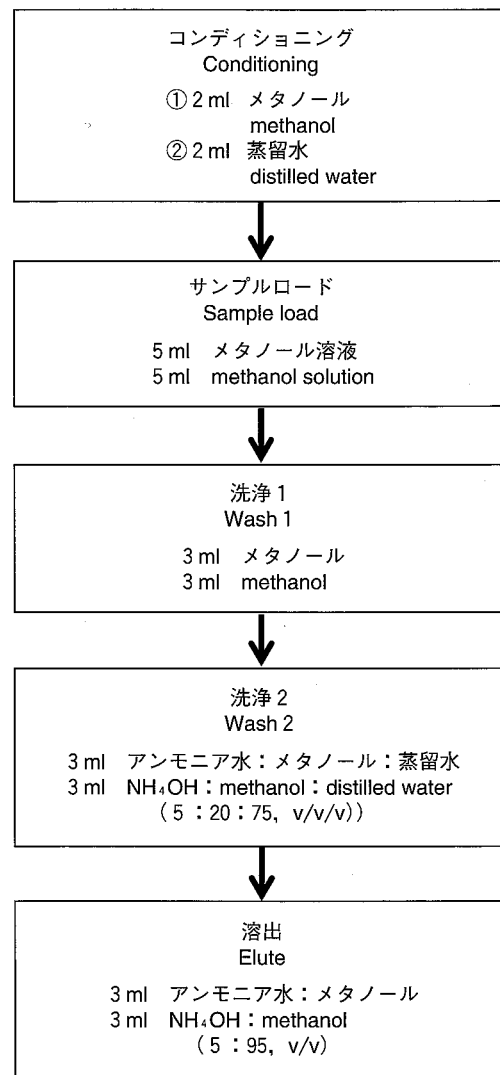 コンディショニング
Conditioning
① 2 ml メタノール
methanol
② 2 ml 蒸留水
distilled water
サンプルロード
Sample load
5 ml メタノール溶液
5 ml methanol solution
洗浄 1
Wash 1
3 ml メタノール
3 ml methanol
洗浄 2
Wash 2
3 ml アンモニア水：メタノール：蒸留水
3 ml NH₄OH：methanol：distilled water
（ 5 ：20：75, v/v/v)）
溶出
Elute
3 ml アンモニア水：メタノール
3 ml NH₄OH：methanol
（ 5 ：95, v/v）